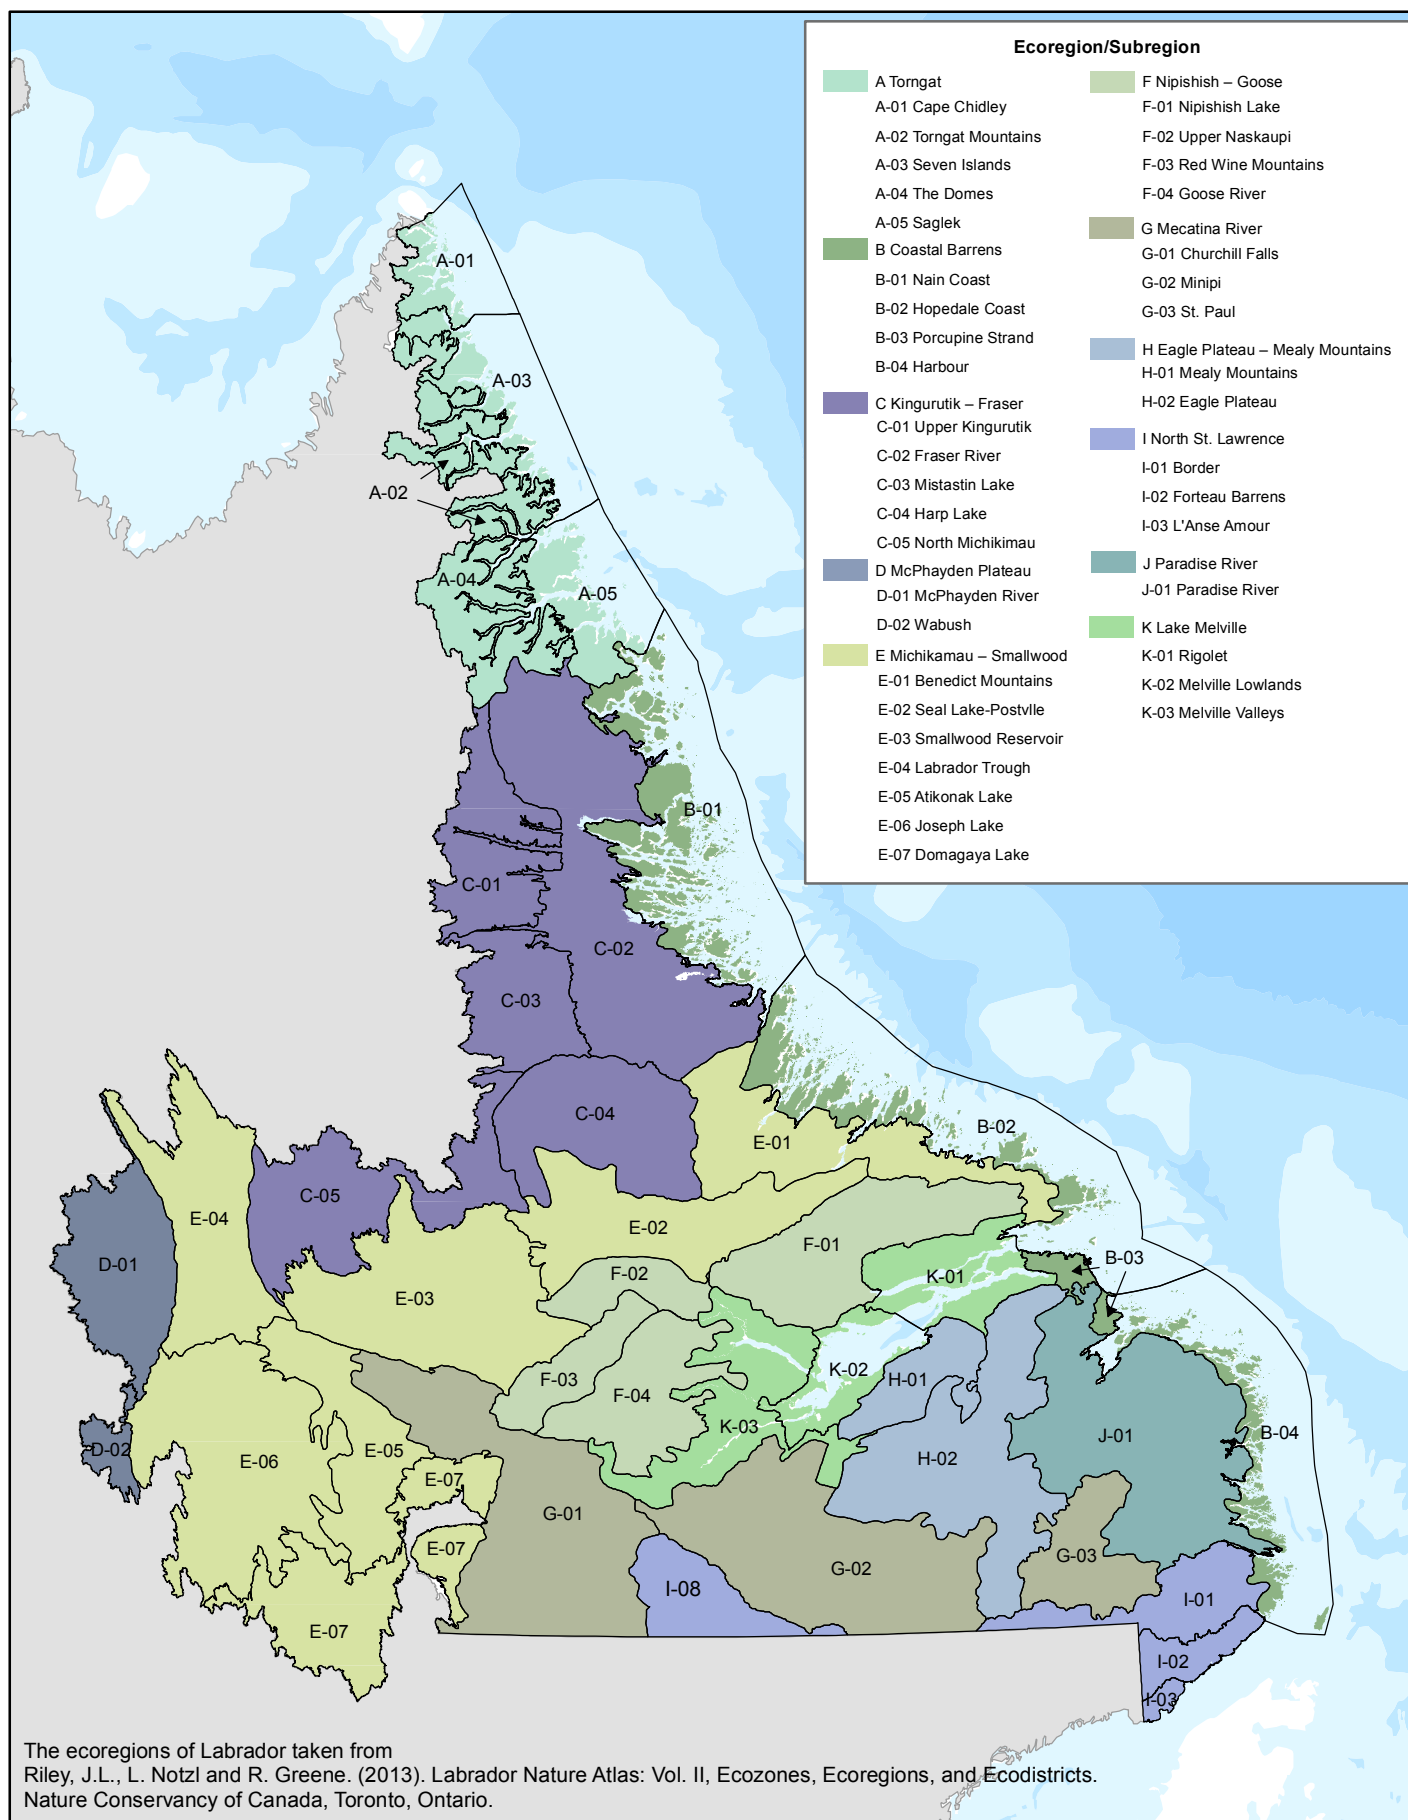 Ecoregion/Subregion
A Torngat
A-01 Cape Chidley
A-02 Torngat Mountains
A-03 Seven Islands
A-04 The Domes
A-05 Saglek
B Coastal Barrens
B-01 Nain Coast
B-02 Hopedale Coast
B-03 Porcupine Strand
B-04 Harbour
C Kingurutik – Fraser
C-01 Upper Kingurutik
C-02 Fraser River
C-03 Mistastin Lake
C-04 Harp Lake
C-05 North Michikimau
D McPhayden Plateau
D-01 McPhayden River
D-02 Wabush
E Michikamau – Smallwood
E-01 Benedict Mountains
E-02 Seal Lake-Postvlle
E-03 Smallwood Reservoir
E-04 Labrador Trough
E-05 Atikonak Lake
E-06 Joseph Lake
E-07 Domagaya Lake
F Nipishish – Goose
F-01 Nipishish Lake
F-02 Upper Naskaupi
F-03 Red Wine Mountains
F-04 Goose River
G Mecatina River
G-01 Churchill Falls
G-02 Minipi
G-03 St. Paul
H Eagle Plateau – Mealy Mountains
H-01 Mealy Mountains
H-02 Eagle Plateau
I North St. Lawrence
I-01 Border
I-02 Forteau Barrens
I-03 L'Anse Amour
J Paradise River
J-01 Paradise River
K Lake Melville
K-01 Rigolet
K-02 Melville Lowlands
K-03 Melville Valleys
A-01
A-03
A-02
A-04
A-05
B-01
C-01
C-02
C-03
C-04
B-02
E-01
C-05
E-04
E-02
D-01
F-01
B-03
F-02
K-01
E-03
K-02
H-01
F-03
F-04
K-03
J-01
B-04
D-02
E-06
E-05
H-02
E-07
G-01
E-07
G-03
G-02
I-08
I-01
E-07
I-02
I-03
The ecoregions of Labrador taken from
Riley, J.L., L. Notzl and R. Greene. (2013). Labrador Nature Atlas: Vol. II, Ecozones, Ecoregions, and Ecodistricts.
Nature Conservancy of Canada, Toronto, Ontario.